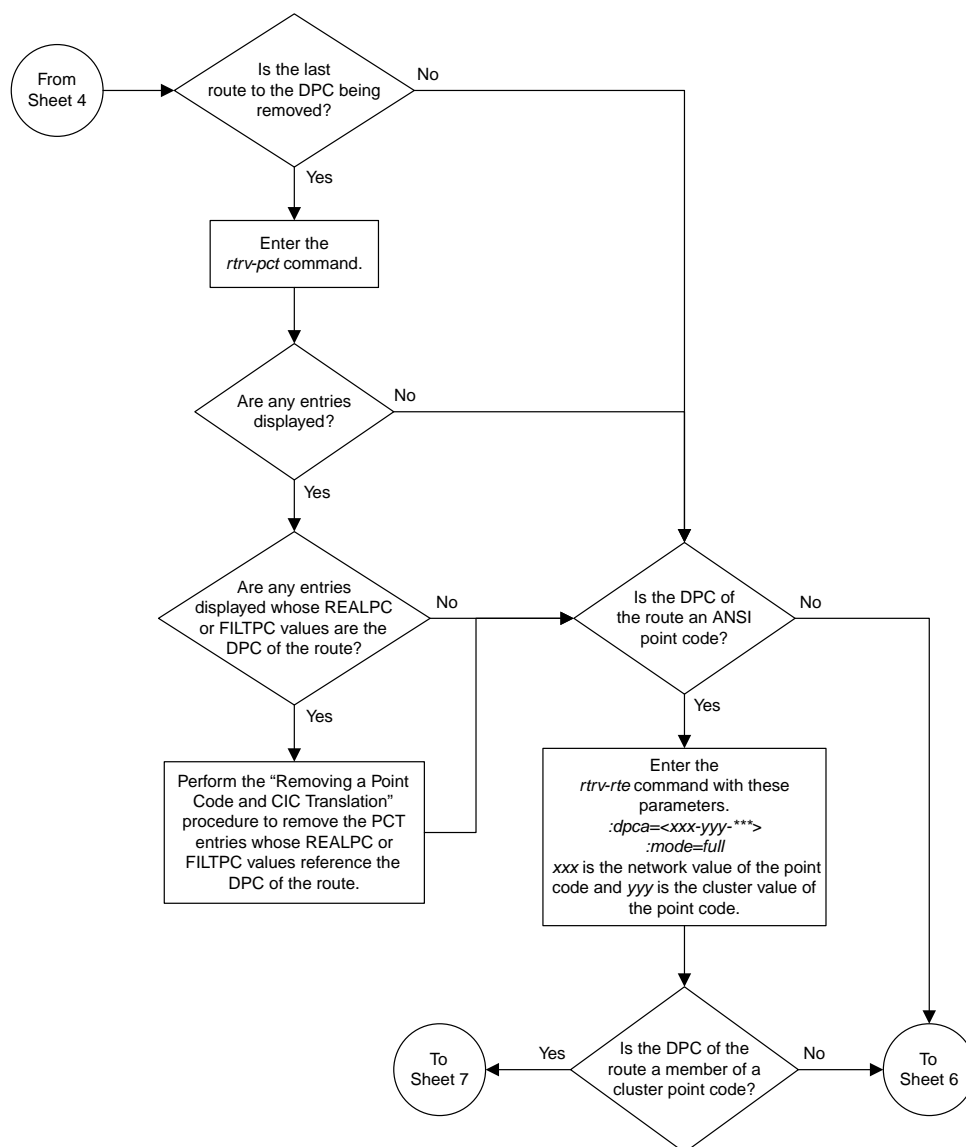 From
Sheet 4
Is the last
route to the DPC being
removed?
No
Yes
Enter the
rtrv-pct command.
Are any entries
displayed?
No
Yes
Are any entries
displayed whose REALPC
or FILTPC values are the
DPC of the route?
No
Yes
Perform the “Removing a Point
Code and CIC Translation”
procedure to remove the PCT
entries whose REALPC or
FILTPC values reference the
DPC of the route.
Is the DPC of
the route an ANSI
point code?
No
Yes
Enter the
rtrv-rte command with these
parameters.
:dpca=<xxx-yyy-***>
:mode=full
xxx is the network value of the point
code and yyy is the cluster value of
the point code.
Is the DPC of the
route a member of a
cluster point code?
Yes
To
Sheet 7
No
To
Sheet 6